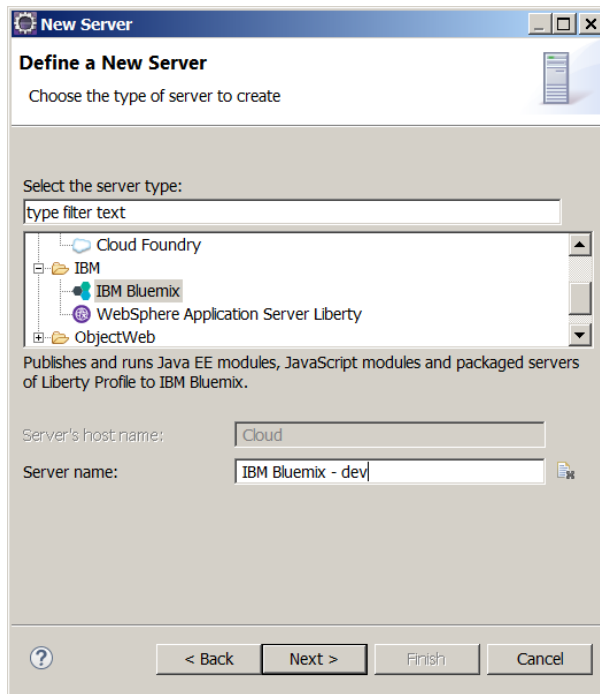 New Server
Define a New Server
Choose the type of server to create
Select the server type:
type filter text
Cloud Foundry
IBM
IBM Bluemix
WebSphere Application Server Liberty
ObjectWeb
Publishes and runs Java EE modules, JavaScript modules and packaged servers
of Liberty Profile to IBM Bluemix.
Server's host name: Cloud
Server name: IBM Bluemix - dev
? < Back Next > Finish Cancel